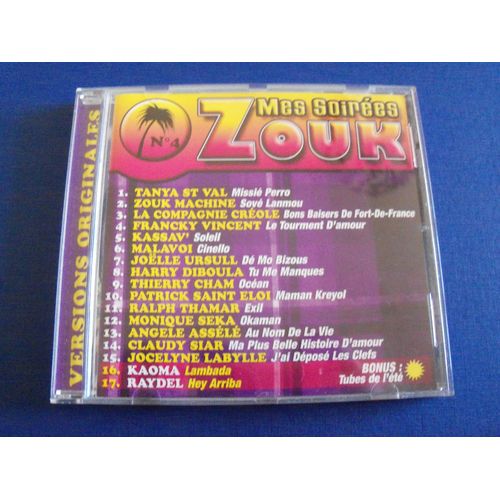 Mes Soirées
ZOUK
N°4
VERSIONS ORIGINALES
1. TANYA ST VAL Missié Perro
2. ZOUK MACHINE Sové Lanmou
3. LA COMPAGNIE CRÉOLE Bons Baisers De Fort-De-France
4. FRANCKY VINCENT Le Tourment D'amour
5. KASSAV' Soleil
6. MALAVOI Cinello
7. JOËLLE URSULL Dé Mo Bizous
8. HARRY DIBOULA Tu Me Manques
9. THIERRY CHAM Océan
10. PATRICK SAINT ELOI Maman Kreyol
11. RALPH THAMAR Exil
12. MONIQUE SEKA Okaman
13. ANGELE ASSÉLÉ Au Nom De La Vie
14. CLAUDY SIAR Ma Plus Belle Histoire D'amour
15. JOCELYNE LABYLLE J'ai Déposé Les Clefs
16. KAOMA Lambada
17. RAYDEL Hey Arriba
BONUS :
Tubes de l'été